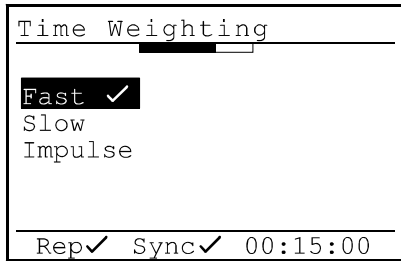 Time Weighting
Fast ✓
Slow
Impulse
Rep✓ Sync✓ 00:15:00